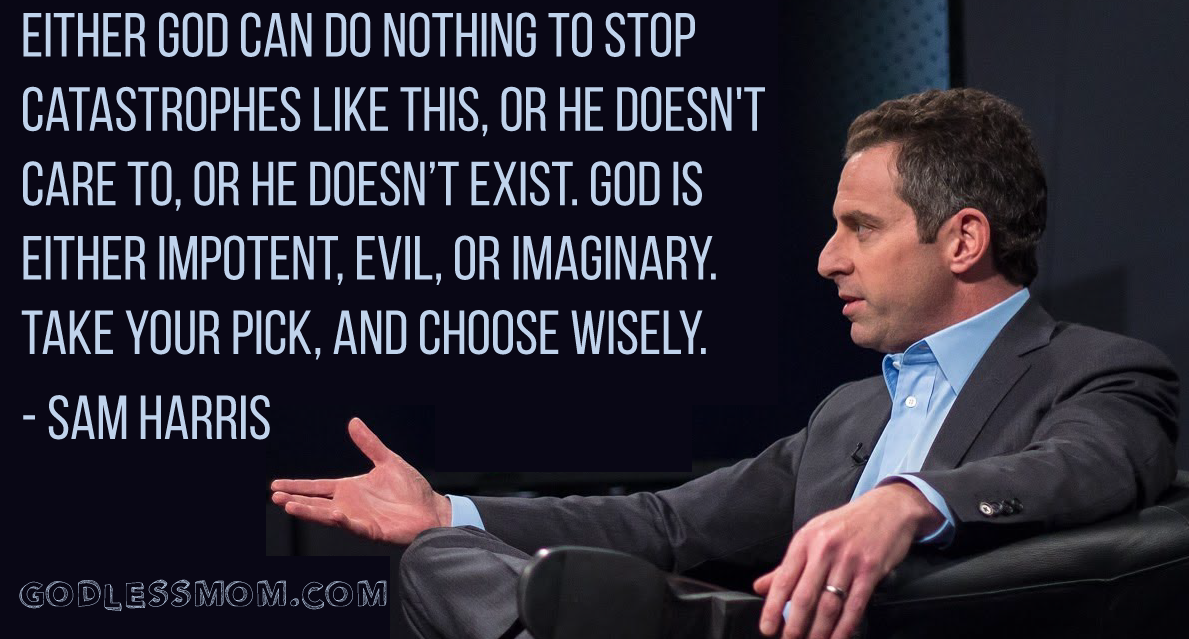 EITHER GOD CAN DO NOTHING TO STOP
CATASTROPHES LIKE THIS, OR HE DOESN'T
CARE TO, OR HE DOESN’T EXIST. GOD IS
EITHER IMPOTENT, EVIL, OR IMAGINARY.
TAKE YOUR PICK, AND CHOOSE WISELY.
- SAM HARRIS
GODLESSMOM.COM